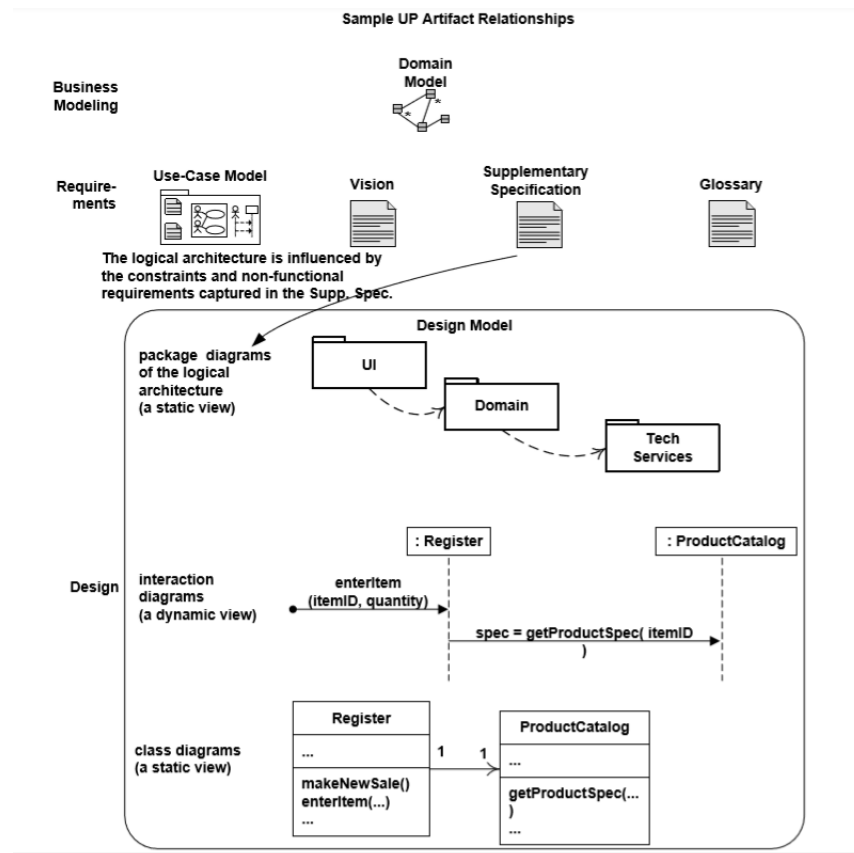 Sample UP Artifact Relationships
Domain
Model
Business
Modeling
*
*
Require-
ments
Use-Case Model
Vision
Supplementary
Specification
Glossary
The logical architecture is influenced by
the constraints and non-functional
requirements captured in the Supp. Spec.
Design Model
package diagrams
of the logical
architecture
(a static view)
UI
Domain
Tech
Services
: Register
: ProductCatalog
Design
interaction
diagrams
(a dynamic view)
enterItem
(itemID, quantity)
spec = getProductSpec( itemID
)
class diagrams
(a static view)
Register
...
makeNewSale()
enterItem(...)
...
1
1
ProductCatalog
...
getProductSpec(...
)
...